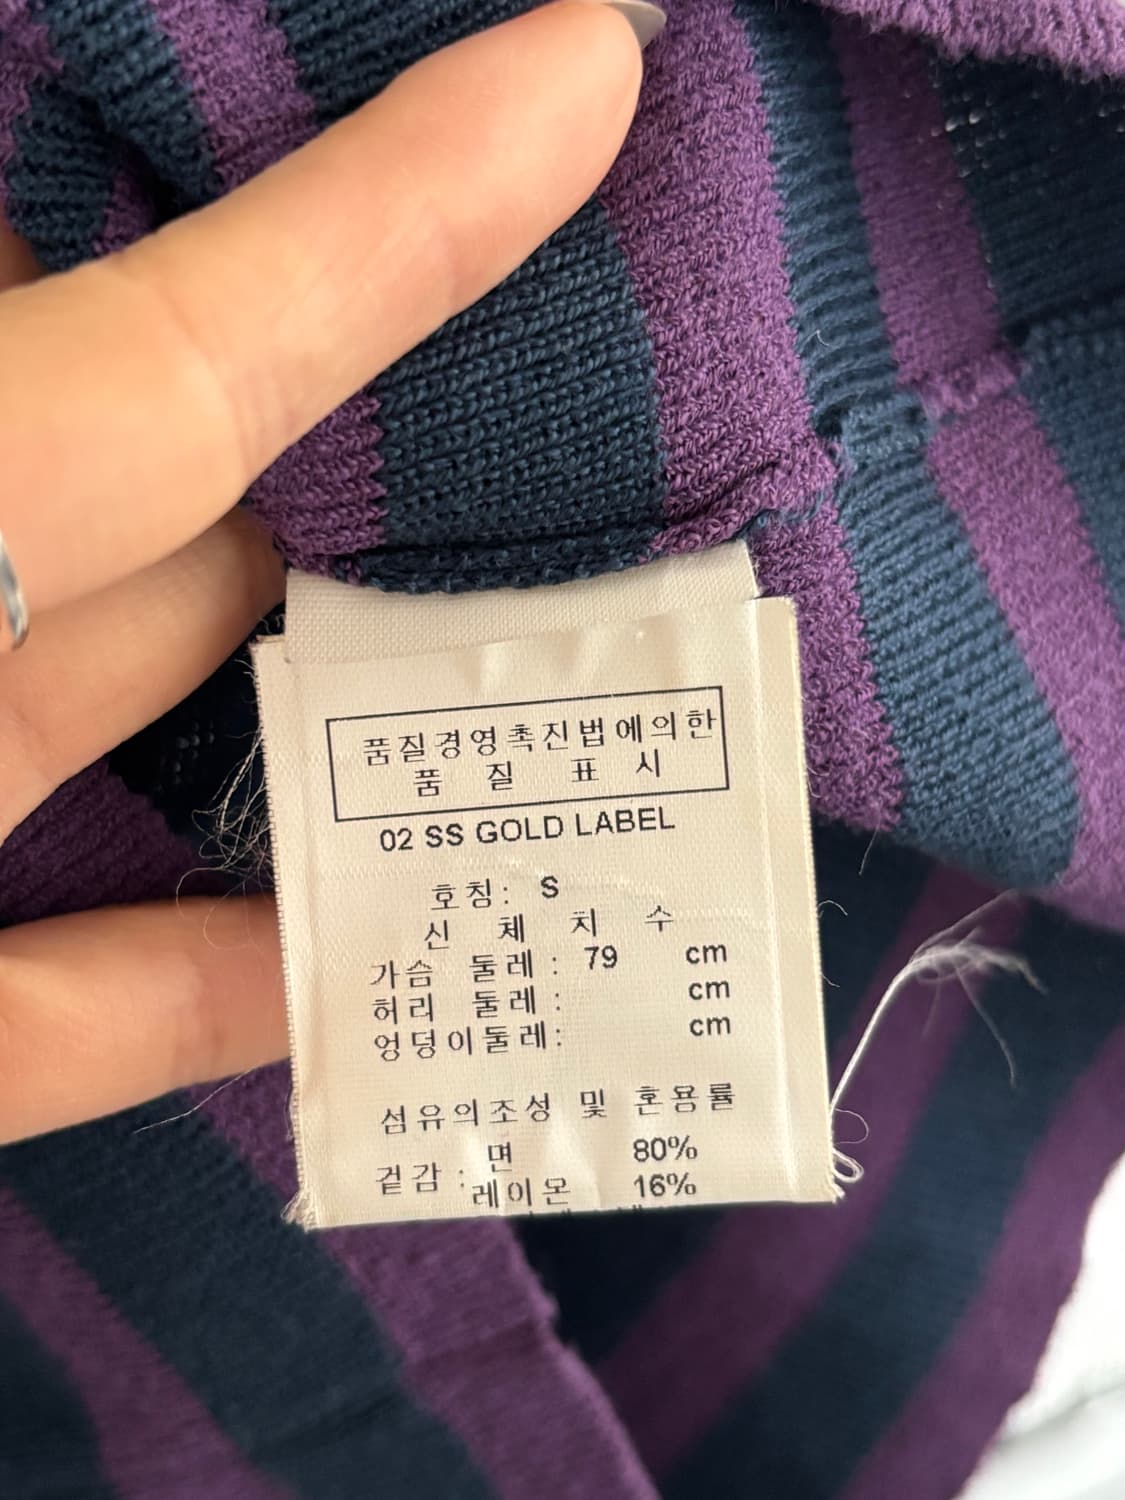 품질경영촉진법에의한
품 질 표 시
02 SS GOLD LABEL
호칭: S
신 체 치 수
가슴 둘레: 79 cm
허리 둘레: cm
엉덩이둘레: cm
섬유의조성 및 혼용률
겉감: 면 80%
레이온 16%